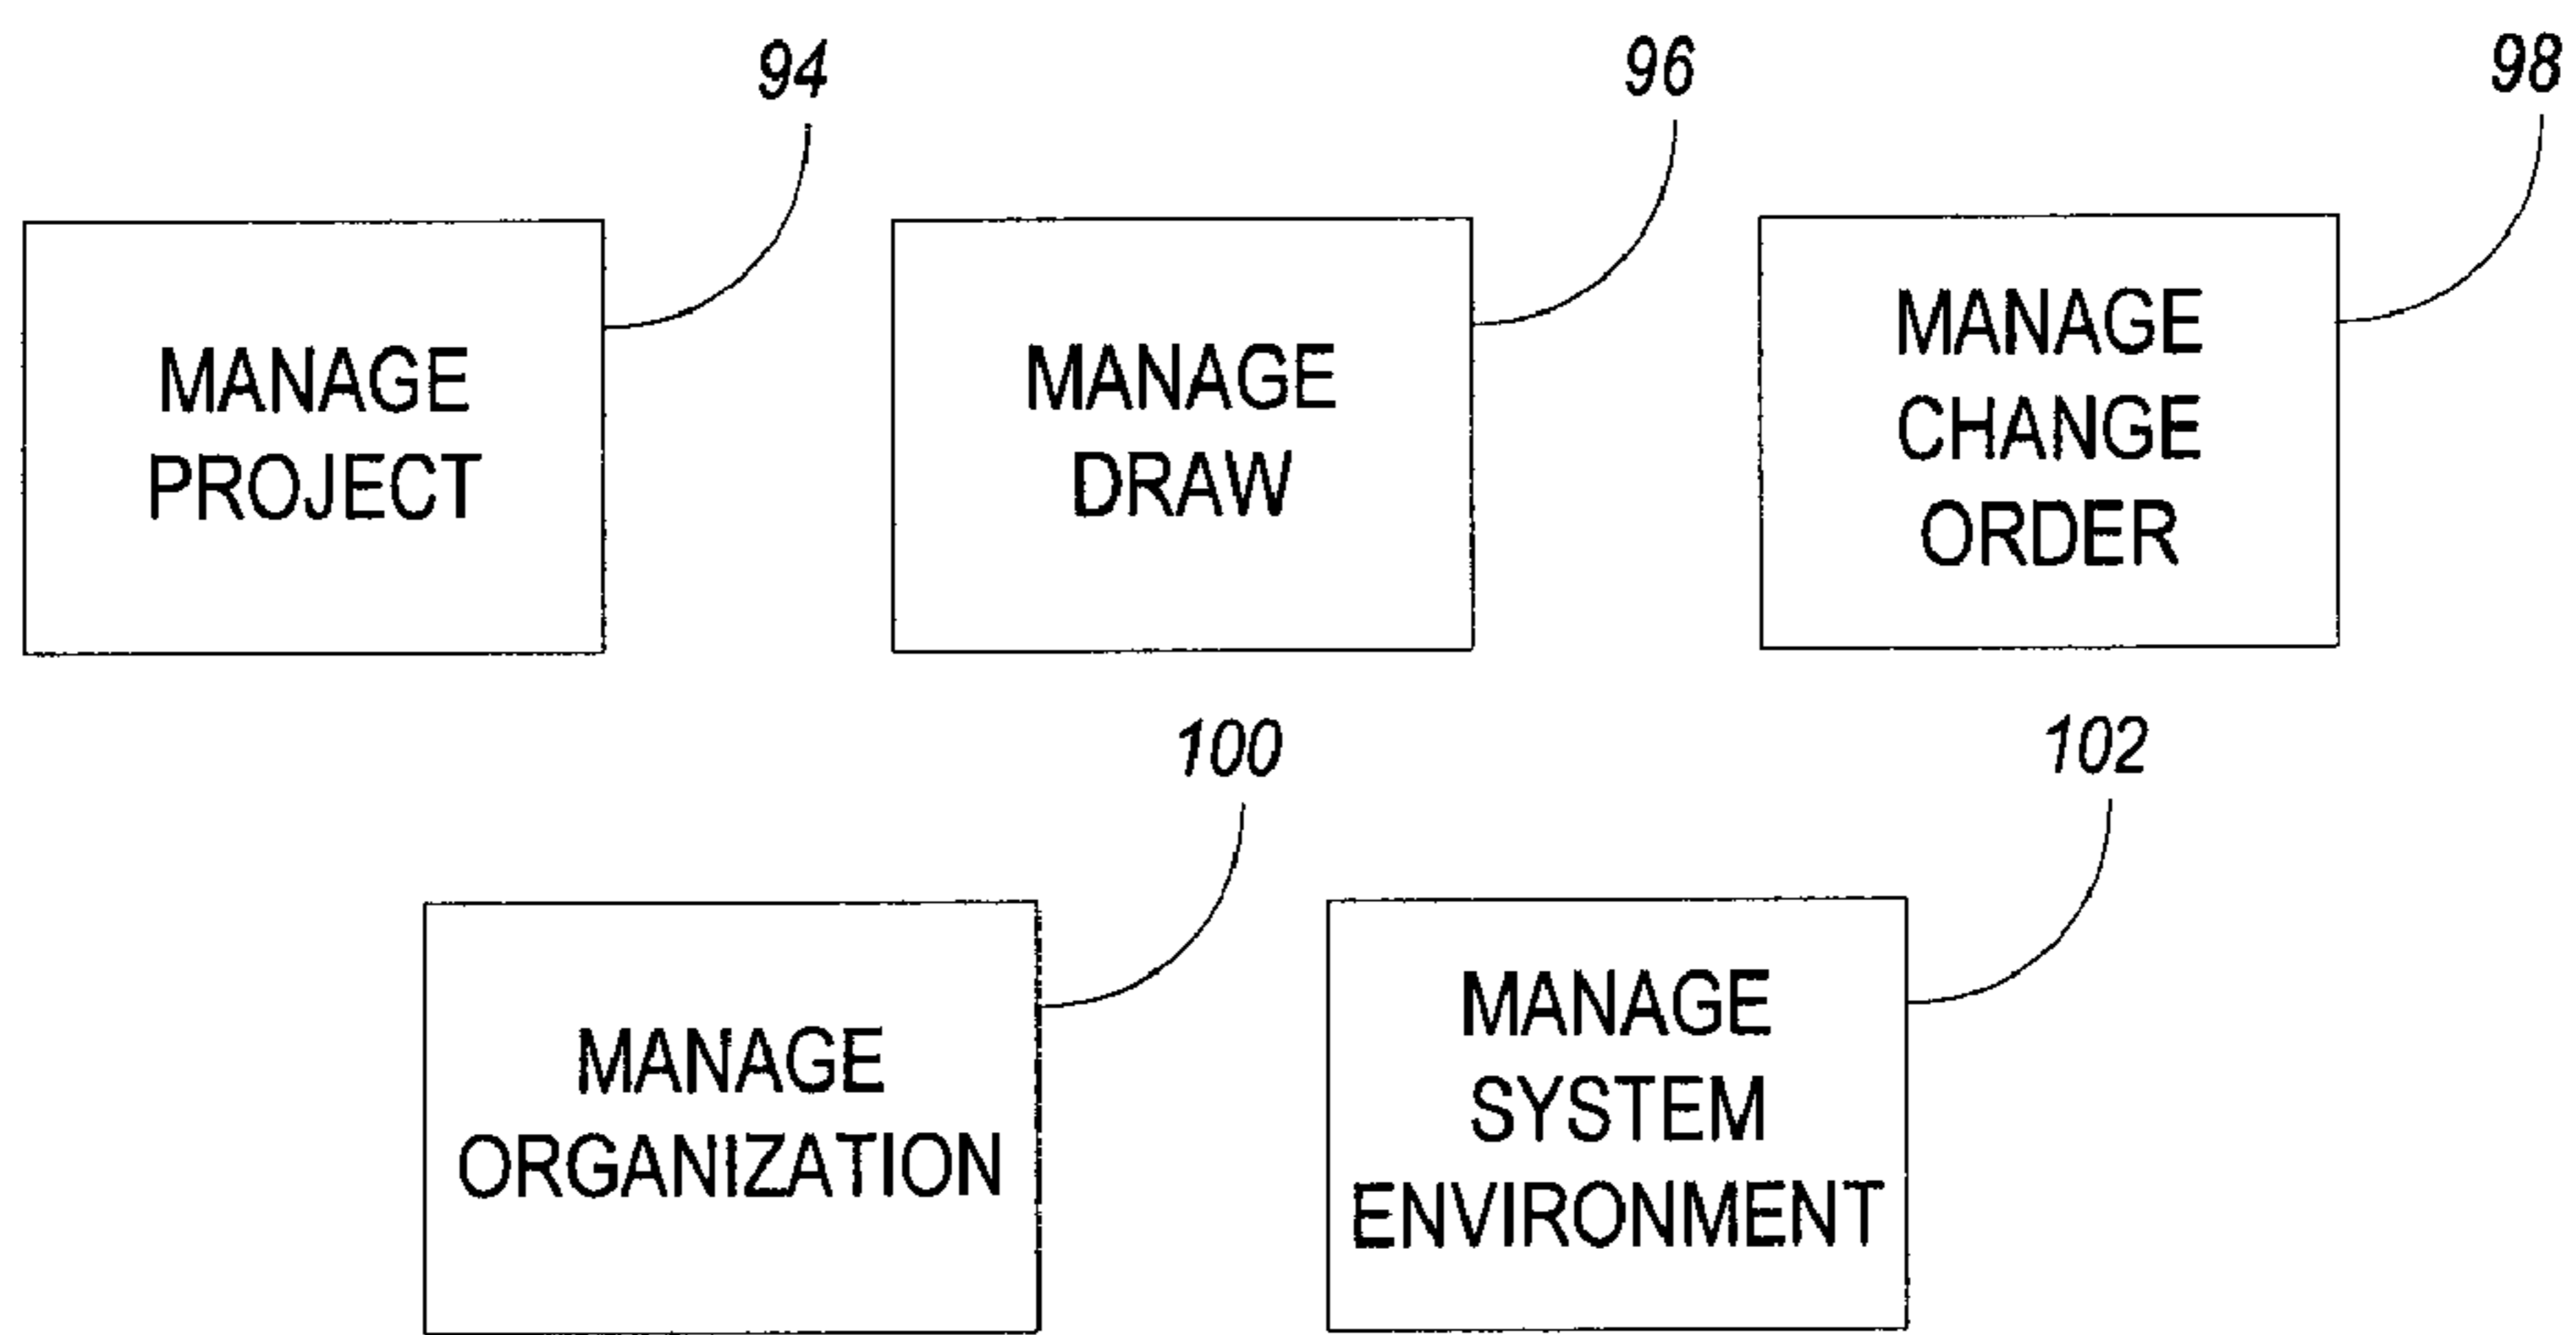 94
96
98
MANAGE
PROJECT
MANAGE
DRAW
MANAGE
CHANGE
ORDER
100
102
MANAGE
ORGANIZATION
MANAGE
SYSTEM
ENVIRONMENT